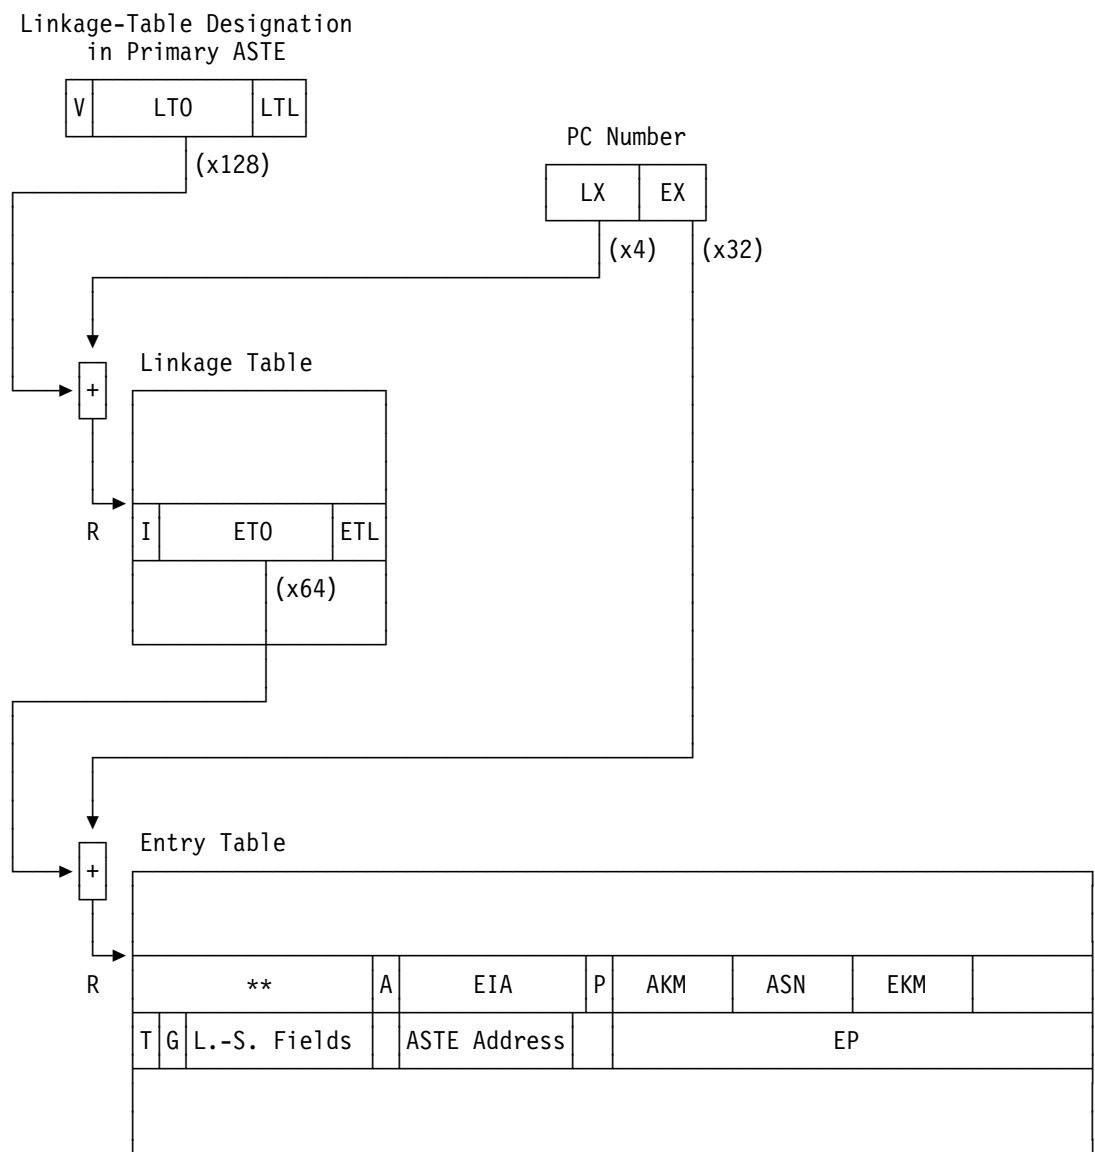 Linkage-Table Designation
in Primary ASTE
V LTO LTL
PC Number
(x128)
LX EX
(x4) (x32)
Linkage Table
+
R I ETO ETL
(x64)
Entry Table
+
R ** A EIA P AKM ASN EKM
T G L.-S. Fields ASTE Address EP